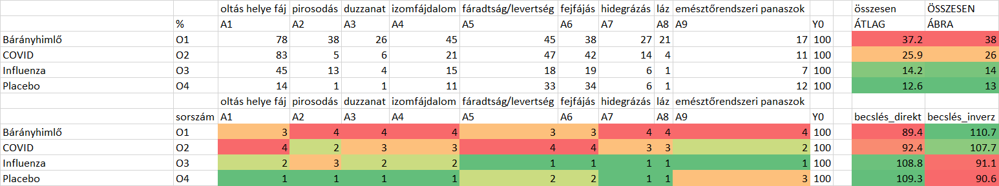 oltás helye fáj pirosodás duzzanat izomfájdalom fáradtság/levertség fejfájás hidegrázás láz emésztőrendszeri panaszok összesen ÖSSZESEN
% A1 A2 A3 A4 A5 A6 A7 A8 A9 Y0 ÁTLAG ÁBRA
Bárányhimlő O1 78 38 26 45 45 38 27 21 17 100 37.2 38
COVID O2 83 5 6 21 47 42 14 4 11 100 25.9 26
Influenza O3 45 13 4 15 18 19 6 1 7 100 14.2 14
Placebo O4 14 1 1 11 33 34 6 1 12 100 12.6 13
oltás helye fáj pirosodás duzzanat izomfájdalom fáradtság/levertség fejfájás hidegrázás láz emésztőrendszeri panaszok
sorszám A1 A2 A3 A4 A5 A6 A7 A8 A9 Y0 becslés_direkt becslés_inverz
Bárányhimlő O1 3 4 4 4 3 3 4 4 4 100 89.4 110.7
COVID O2 4 2 3 3 4 4 3 3 2 100 92.4 107.7
Influenza O3 2 3 2 2 1 1 1 1 1 100 108.8 91.1
Placebo O4 1 1 1 1 2 2 1 1 3 100 109.3 90.6